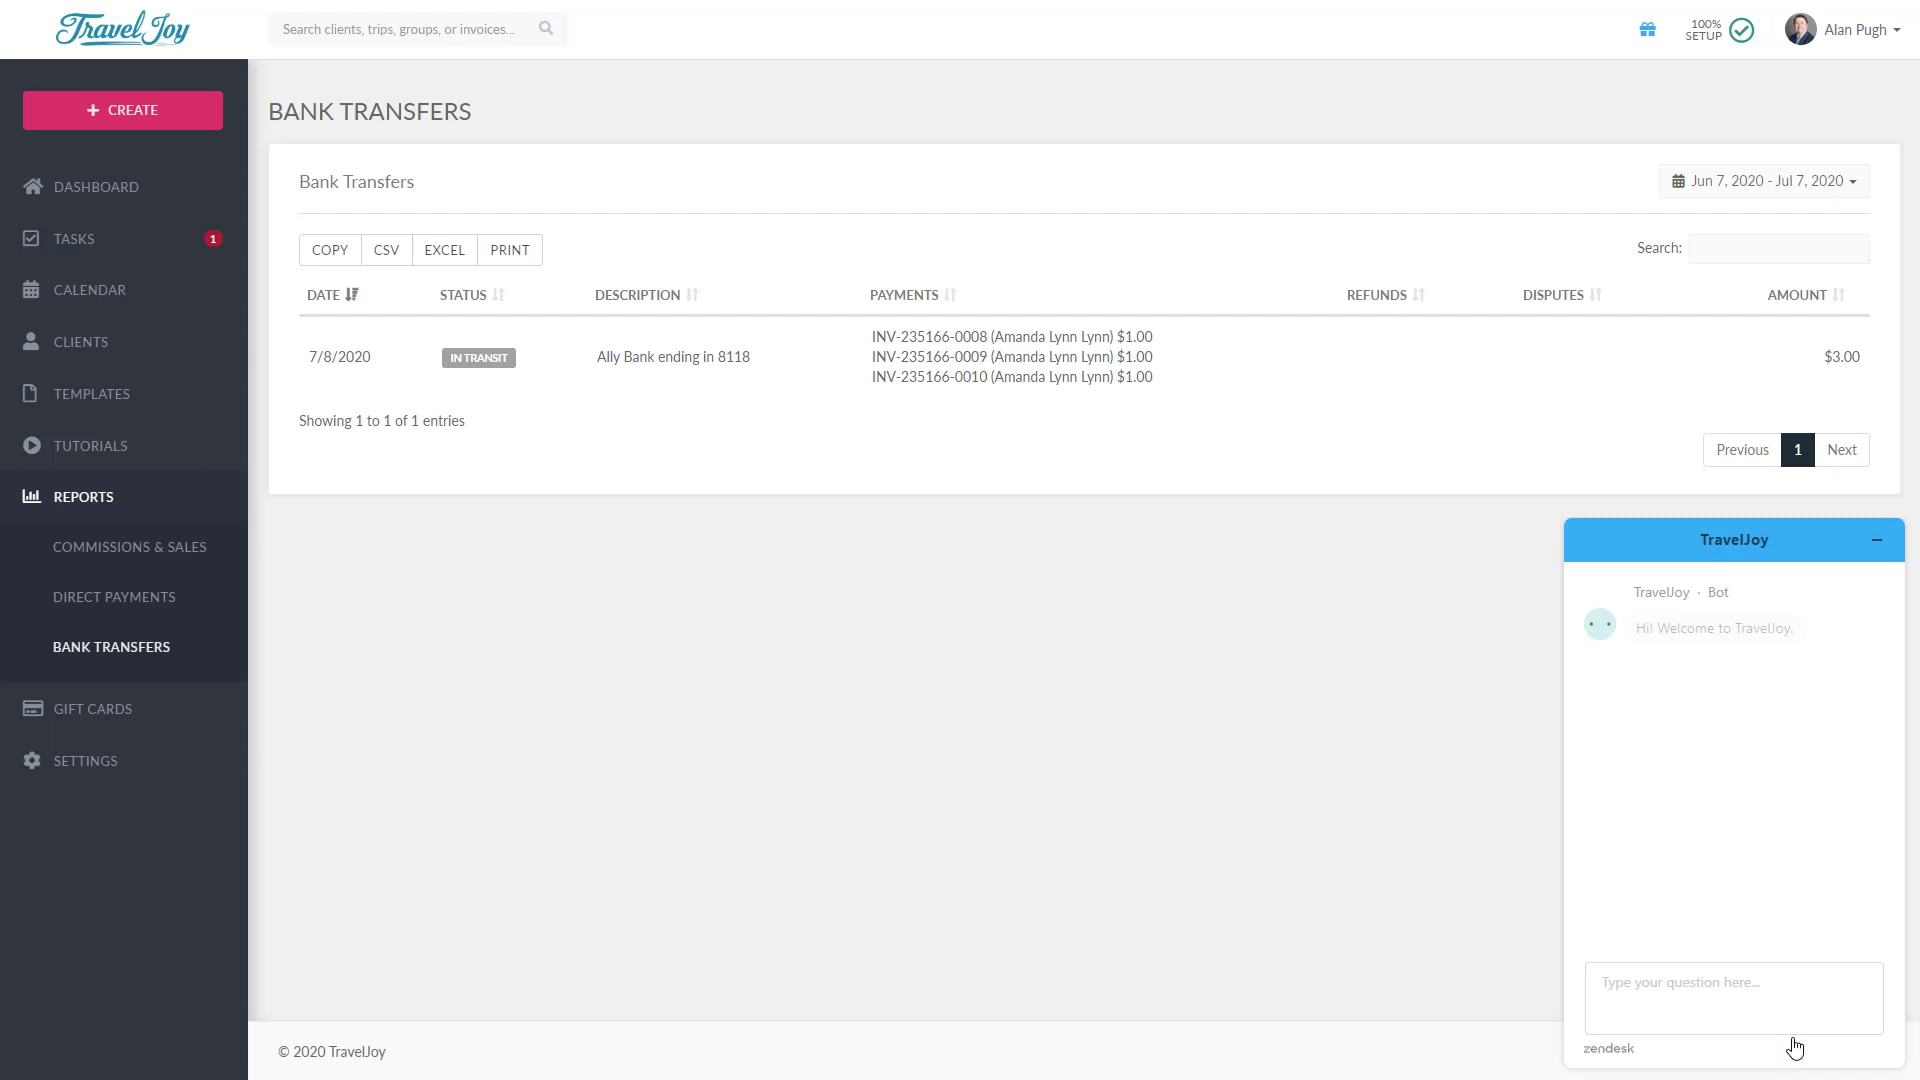 TravelJoy
Search clients, trips, groups, or invoices...
100%
SETUP
Alan Pugh
CREATE
DASHBOARD
TASKS
1
CALENDAR
CLIENTS
TEMPLATES
TUTORIALS
REPORTS
COMMISSIONS & SALES
DIRECT PAYMENTS
BANK TRANSFERS
GIFT CARDS
SETTINGS
BANK TRANSFERS
Bank Transfers
Jun 7, 2020 - Jul 7, 2020
COPY CSV EXCEL PRINT
Search:
DATE STATUS DESCRIPTION PAYMENTS REFUNDS DISPUTES AMOUNT
INV-235166-0008 (Amanda Lynn Lynn) $1.00
7/8/2020 IN TRANSIT Ally Bank ending in 8118 INV-235166-0009 (Amanda Lynn Lynn) $1.00 $3.00
INV-235166-0010 (Amanda Lynn Lynn) $1.00
Showing 1 to 1 of 1 entries
Previous 1 Next
TravelJoy
TravelJoy · Bot
Hi! Welcome to TravelJoy.
Type your question here...
zendesk
© 2020 TravelJoy